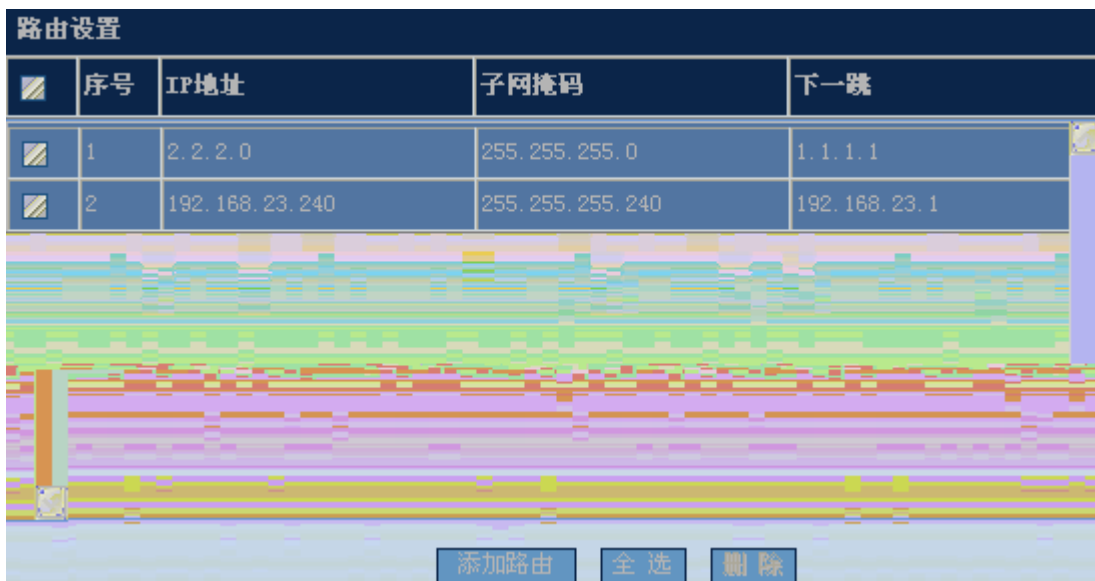 路由设置
序号 IP地址 子网掩码 下一跳
1 2.2.2.0 255.255.255.0 1.1.1.1
2 192.168.23.240 255.255.255.240 192.168.23.1
添加路由 全选 删除